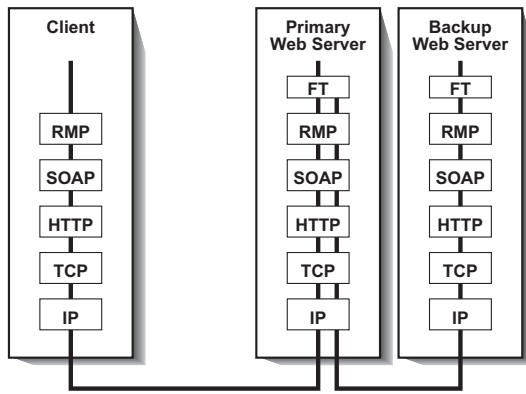 Client
RMP
SOAP
HTTP
TCP
IP
Primary
Web Server
FT
RMP
SOAP
HTTP
TCP
IP
Backup
Web Server
FT
RMP
SOAP
HTTP
TCP
IP